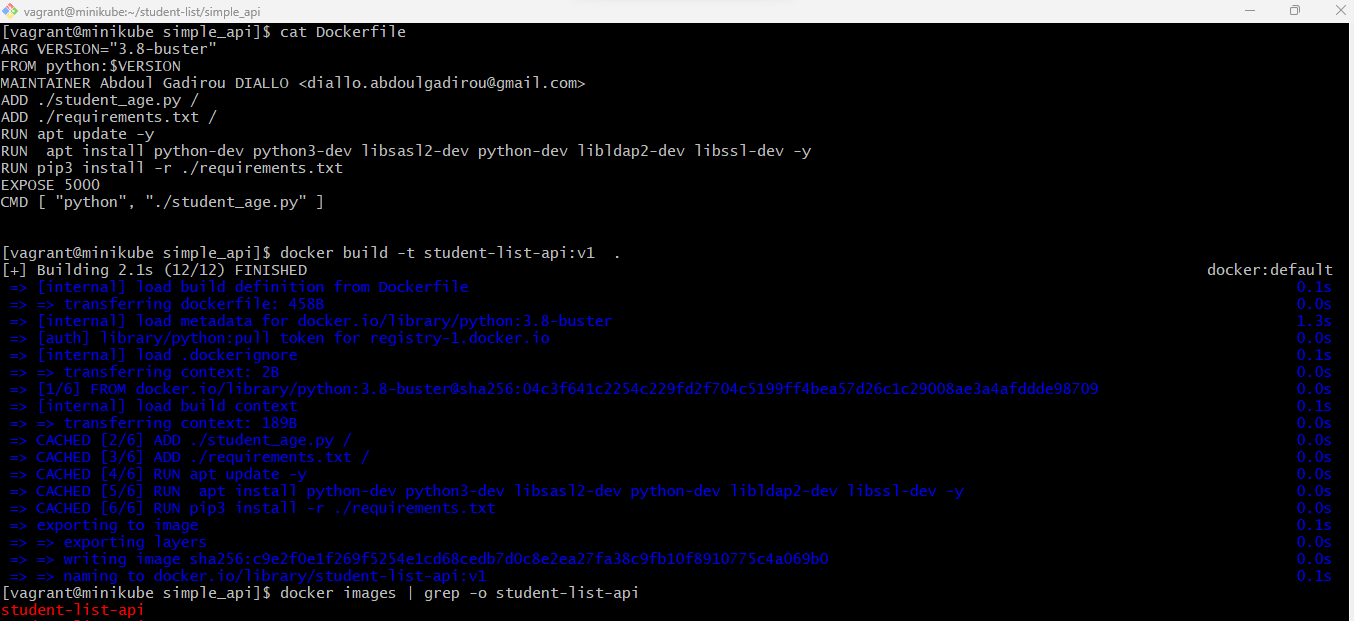 vagrant@minikube:~/student-list/simple_api
[vagrant@minikube simple_api]$ cat Dockerfile
ARG VERSION="3.8-buster"
FROM python:$VERSION
MAINTAINER Abdoul Gadirou DIALLO <diallo.abdoulgadirou@gmail.com>
ADD ./student_age.py /
ADD ./requirements.txt /
RUN apt update -y
RUN  apt install python-dev python3-dev libsasl2-dev python-dev libldap2-dev libssl-dev -y
RUN pip3 install -r ./requirements.txt
EXPOSE 5000
CMD [ "python", "./student_age.py" ]
[vagrant@minikube simple_api]$ docker build -t student-list-api:v1  .
[+] Building 2.1s (12/12) FINISHED docker:default
=> [internal] load build definition from Dockerfile 0.1s
=> => transferring dockerfile: 458B 0.0s
=> [internal] load metadata for docker.io/library/python:3.8-buster 1.3s
=> [auth] library/python:pull token for registry-1.docker.io 0.0s
=> [internal] load .dockerignore 0.1s
=> => transferring context: 2B 0.0s
=> [1/6] FROM docker.io/library/python:3.8-buster@sha256:04c3f641c2254c229fd2f704c5199ff4bea57d26c1c29008ae3a4afddde98709 0.0s
=> [internal] load build context 0.1s
=> => transferring context: 189B 0.0s
=> CACHED [2/6] ADD ./student_age.py / 0.0s
=> CACHED [3/6] ADD ./requirements.txt / 0.0s
=> CACHED [4/6] RUN apt update -y 0.0s
=> CACHED [5/6] RUN  apt install python-dev python3-dev libsasl2-dev python-dev libldap2-dev libssl-dev -y 0.0s
=> CACHED [6/6] RUN pip3 install -r ./requirements.txt 0.0s
=> exporting to image 0.1s
=> => exporting layers 0.0s
=> => writing image sha256:c9e2f0e1f269f5254e1cd68cedb7d0c8e2ea27fa38c9fb10f8910775c4a069b0 0.0s
=> => naming to docker.io/library/student-list-api:v1 0.1s
[vagrant@minikube simple_api]$ docker images | grep -o student-list-api
student-list-api